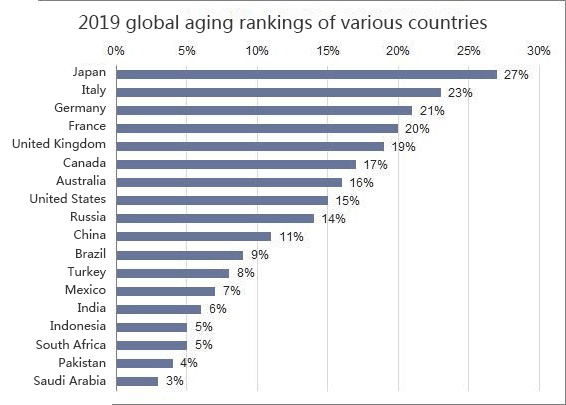 2019 global aging rankings of various countries
0% 5% 10% 15% 20% 25% 30%
Japan 27%
Italy 23%
Germany 21%
France 20%
United Kingdom 19%
Canada 17%
Australia 16%
United States 15%
Russia 14%
China 11%
Brazil 9%
Turkey 8%
Mexico 7%
India 6%
Indonesia 5%
South Africa 5%
Pakistan 4%
Saudi Arabia 3%